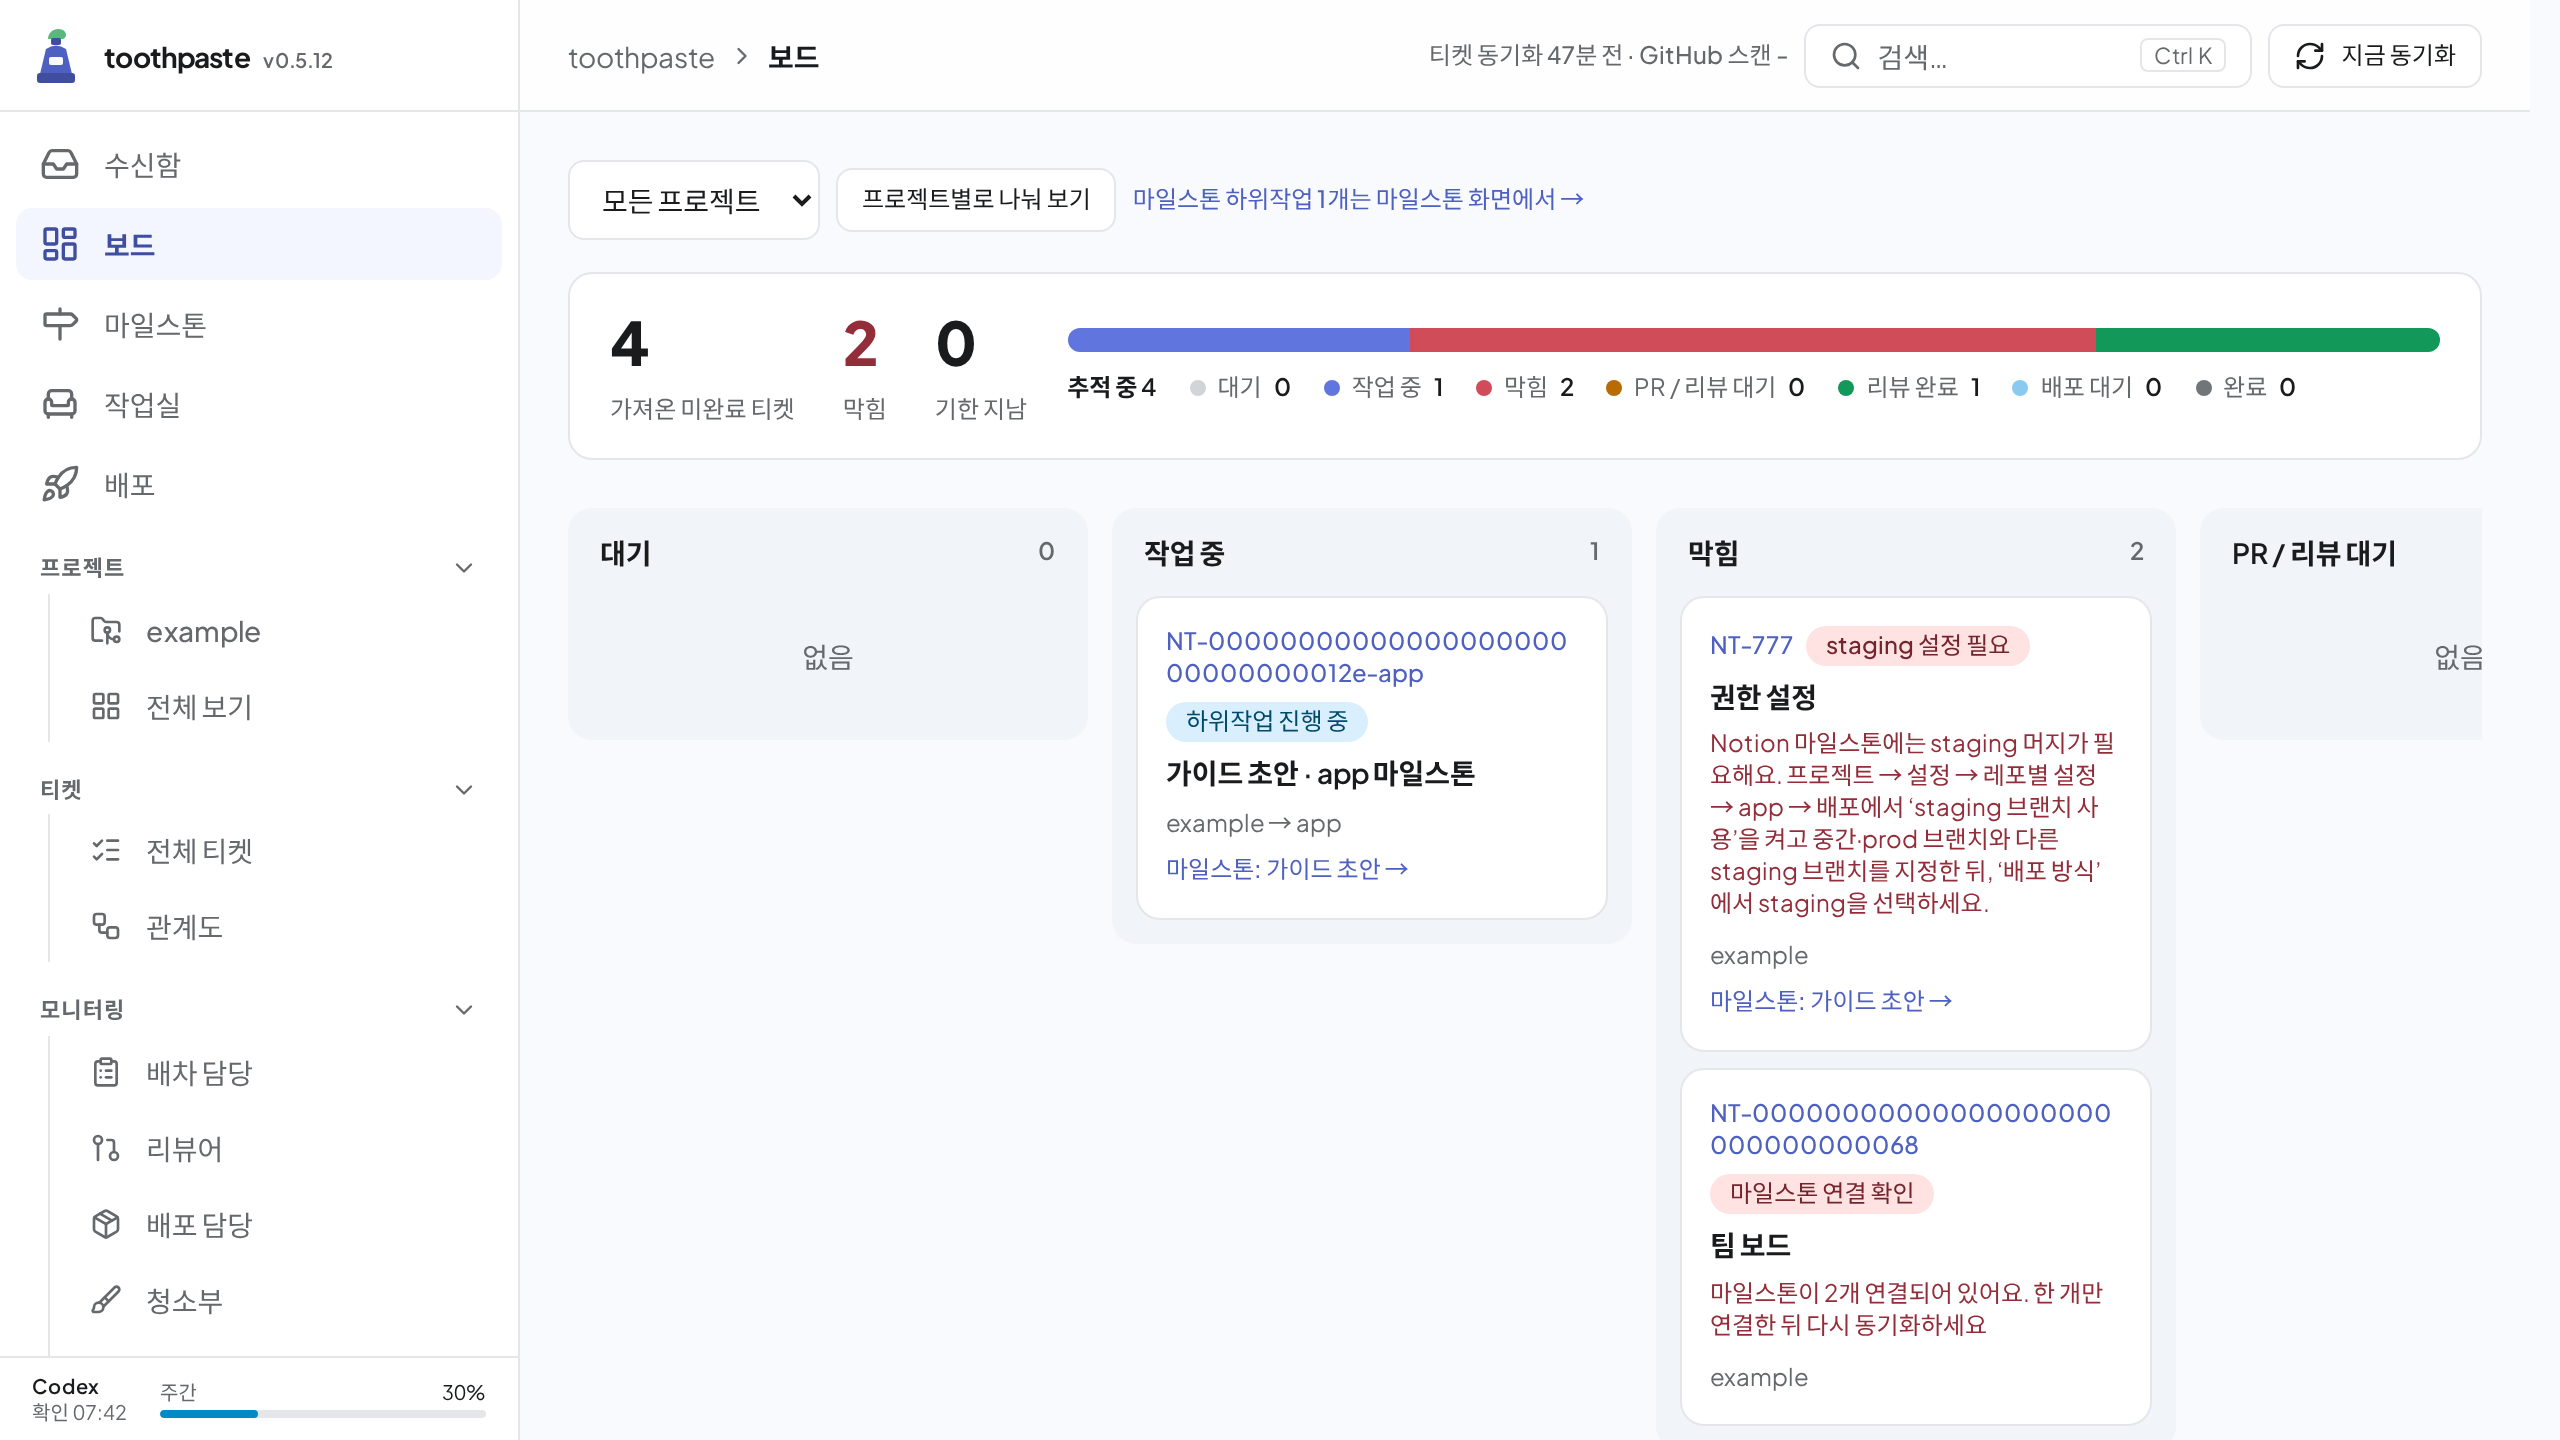 toothpaste v0.5.12
수신함
보드
마일스톤
작업실
배포
프로젝트
example
전체 보기
티켓
전체 티켓
관계도
모니터링
배차 담당
리뷰어
배포 담당
청소부
Codex
확인 07:42
주간 30%
toothpaste > 보드
티켓 동기화 47분 전 · GitHub 스캔 -
검색... Ctrl K
지금 동기화
모든 프로젝트
프로젝트별로 나눠 보기
마일스톤 하위작업 1개는 마일스톤 화면에서 →
4
가져온 미완료 티켓
2
막힘
0
기한 지남
추적 중 4 대기 0 작업 중 1 막힘 2 PR / 리뷰 대기 0 리뷰 완료 1 배포 대기 0 완료 0
대기 0
없음
작업 중 1
NT-00000000000000000000
00000000012e-app
하위작업 진행 중
가이드 초안 · app 마일스톤
example → app
마일스톤: 가이드 초안 →
막힘 2
NT-777 staging 설정 필요
권한 설정
Notion 마일스톤에는 staging 머지가 필
요해요. 프로젝트 → 설정 → 레포별 설정
→ app → 배포에서 ‘staging 브랜치 사
용’을 켜고 중간·prod 브랜치와 다른
staging 브랜치를 지정한 뒤, ‘배포 방식’
에서 staging을 선택하세요.
example
마일스톤: 가이드 초안 →
NT-00000000000000000000
000000000068
마일스톤 연결 확인
팀 보드
마일스톤이 2개 연결되어 있어요. 한 개만
연결한 뒤 다시 동기화하세요
example
PR / 리뷰 대기
없음